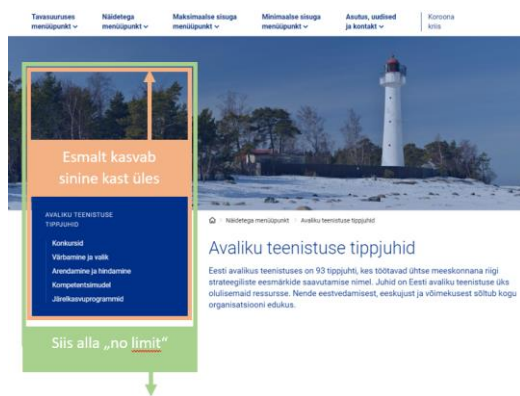 Tavasuuruses
menüüpunkt
Näidetega
menüüpunkt
Maksimaalse sisuga
menüüpunkt
Minimaalse sisuga
menüüpunkt
Asutus, uudised
ja kontakt
Koroona
kriis
Esmalt kasvab
sinine kast üles
AVALIKU TEENISTUSE
TIPPJUHID
Konkursid
Värbamine ja valik
Arendamine ja hindamine
Kompetentsimudel
Järelkasvuprogrammid
Siis alla „no limit“
Näidetega menüüpunkt
Avaliku teenistuse tippjuhid
Avaliku teenistuse tippjuhid
Eesti avalikus teenistuses on 93 tippjuhti, kes töötavad ühtse meeskonnana riigi
strateegiliste eesmärkide saavutamise nimel. Juhid on Eesti avaliku teenistuse üks
olulisemaid ressursse. Nende eestvedamisest, eeskujust ja võimekusest sõltub kogu
organisatsiooni edukus.